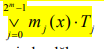 2^m-1
∨ m_j(x)·T_j
j=0